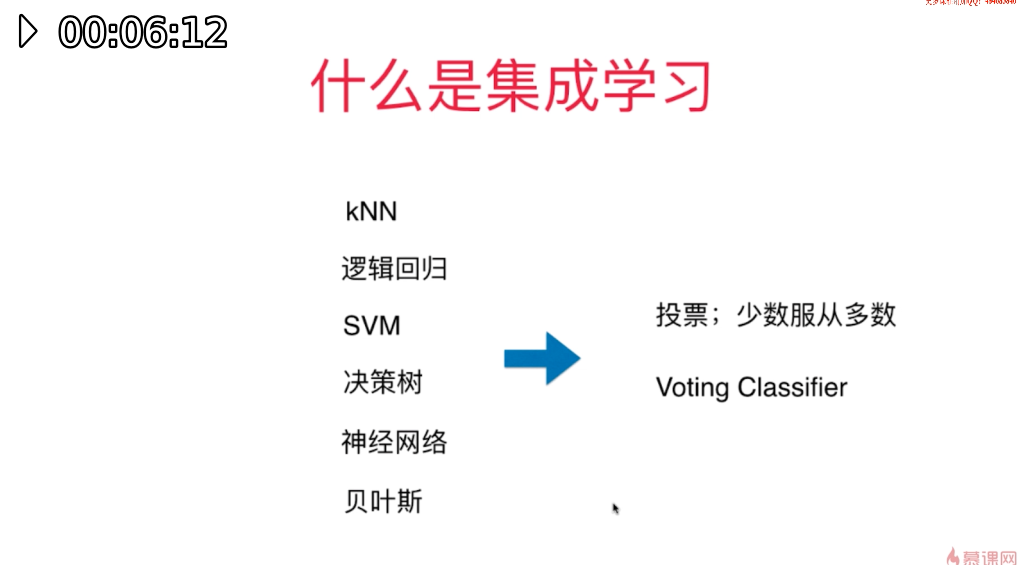 00:06:12
什么是集成学习
kNN
逻辑回归
SVM
决策树
神经网络
贝叶斯
投票；少数服从多数
Voting Classifier
慕课网